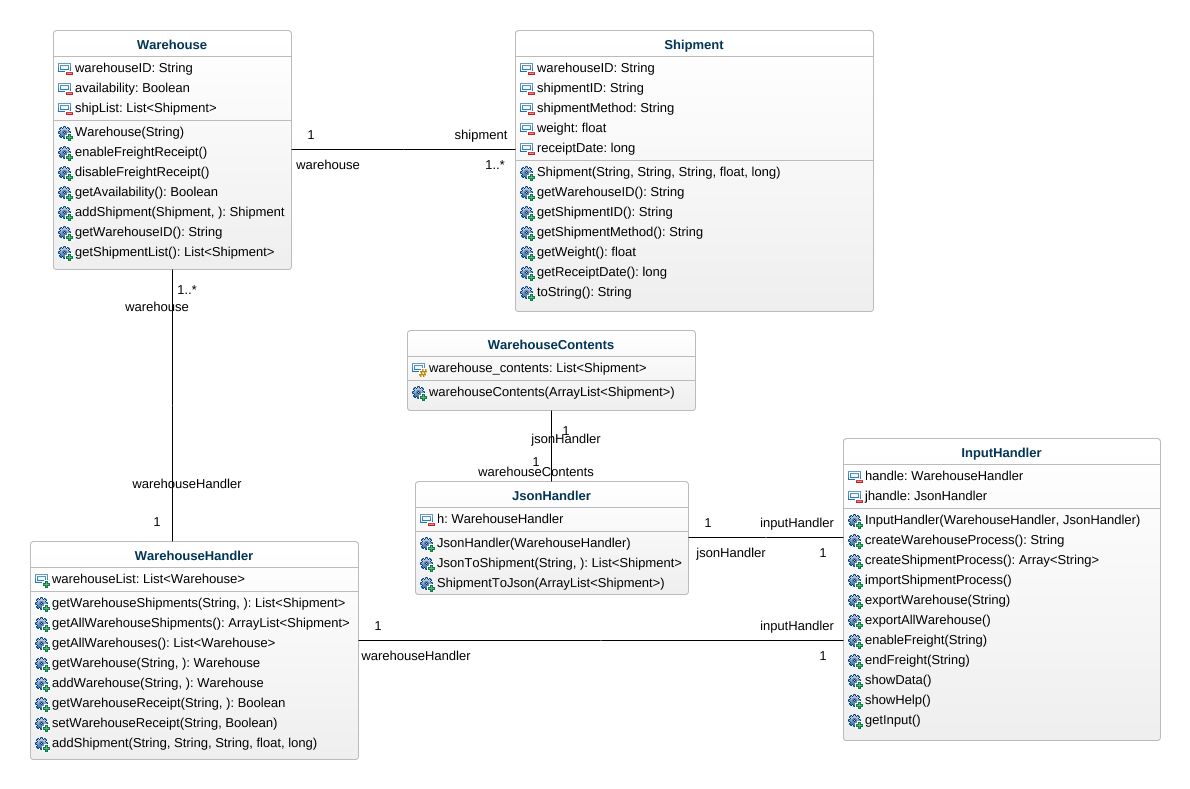 Warehouse
warehouseID: String
availability: Boolean
shipList: List<Shipment>
Warehouse(String)
enableFreightReceipt()
disableFreightReceipt()
getAvailability(): Boolean
addShipment(Shipment, ): Shipment
getWarehouseID(): String
getShipmentList(): List<Shipment>
1
shipment
warehouse
1..*
Shipment
warehouseID: String
shipmentID: String
shipmentMethod: String
weight: float
receiptDate: long
Shipment(String, String, String, float, long)
getWarehouseID(): String
getShipmentID(): String
getShipmentMethod(): String
getWeight(): float
getReceiptDate(): long
toString(): String
1..*
warehouse
warehouseHandler
1
WarehouseContents
warehouse_contents: List<Shipment>
warehouseContents(ArrayList<Shipment>)
1
jsonHandler
1
warehouseContents
JsonHandler
h: WarehouseHandler
JsonHandler(WarehouseHandler)
JsonToShipment(String, ): List<Shipment>
ShipmentToJson(ArrayList<Shipment>)
1
inputHandler
jsonHandler
1
InputHandler
handle: WarehouseHandler
jhandle: JsonHandler
InputHandler(WarehouseHandler, JsonHandler)
createWarehouseProcess(): String
createShipmentProcess(): Array<String>
importShipmentProcess()
exportWarehouse(String)
exportAllWarehouse()
enableFreight(String)
endFreight(String)
showData()
showHelp()
getInput()
WarehouseHandler
warehouseList: List<Warehouse>
getWarehouseShipments(String, ): List<Shipment>
getAllWarehouseShipments(): ArrayList<Shipment>
getAllWarehouses(): List<Warehouse>
getWarehouse(String, ): Warehouse
addWarehouse(String, ): Warehouse
getWarehouseReceipt(String, ): Boolean
setWarehouseReceipt(String, Boolean)
addShipment(String, String, String, float, long)
1
inputHandler
warehouseHandler
1